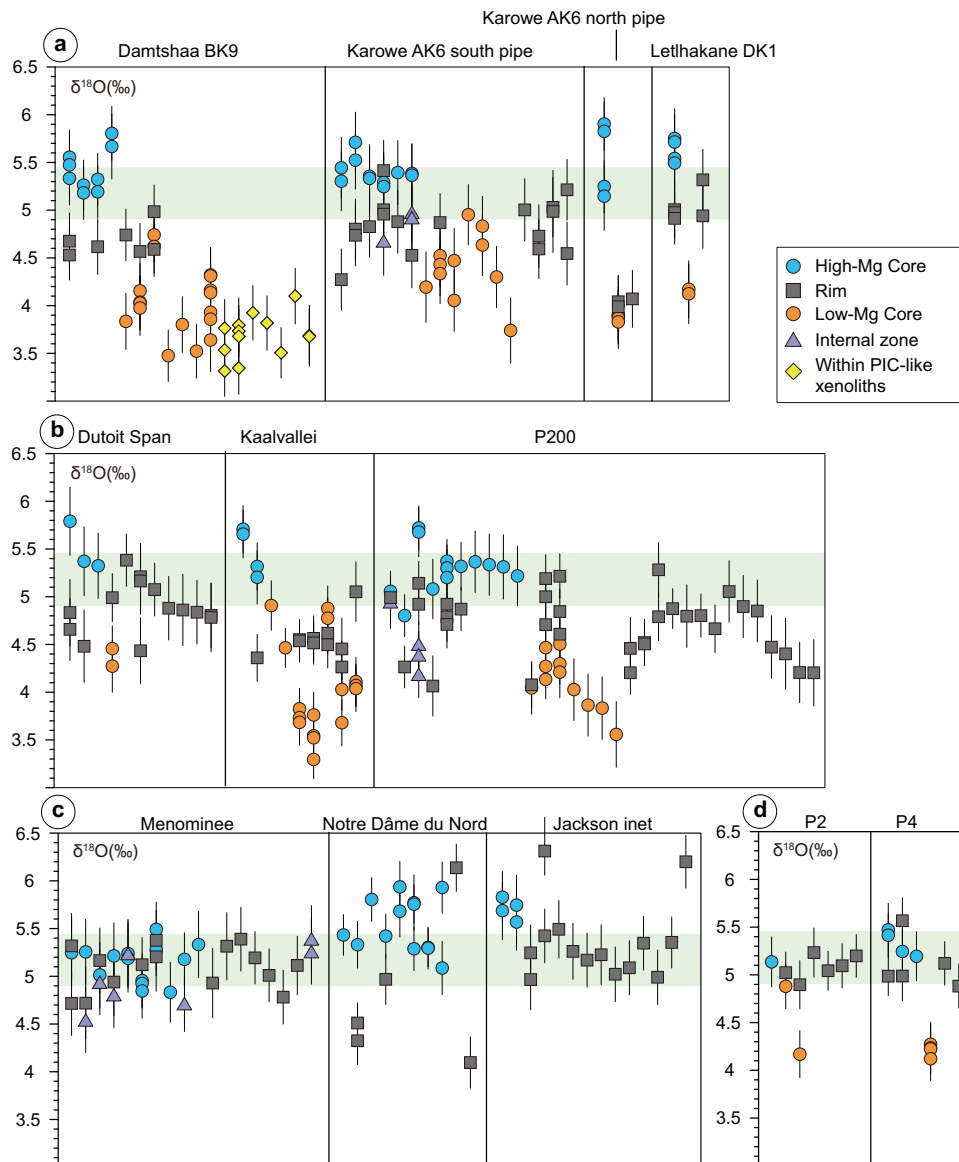 Karowe AK6 north pipe
a
Damtshaa BK9
Karowe AK6 south pipe
Letlhakane DK1
6.5
δ¹⁸O(‰)
6
5.5
5
4.5
4
3.5
High-Mg Core
Rim
Low-Mg Core
Internal zone
Within PIC-like
xenoliths
b
Dutoit Span
Kaalvallei
P200
6.5
δ¹⁸O(‰)
6
5.5
5
4.5
4
3.5
c
Menominee
Notre Dâme du Nord
Jackson inet
6.5
δ¹⁸O(‰)
6
5.5
5
4.5
4
3.5
d
P2
P4
6.5
δ¹⁸O(‰)
6
5.5
5
4.5
4
3.5